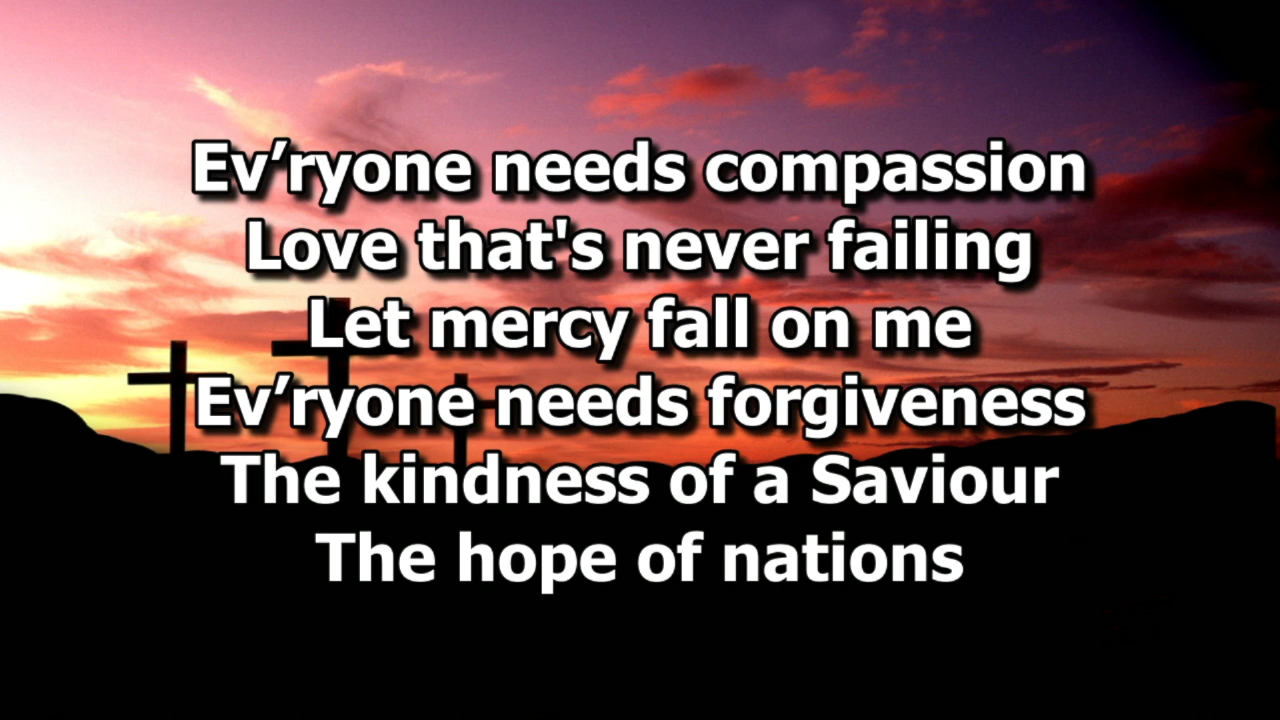 Ev’ryone needs compassion
Love that's never failing
Let mercy fall on me
Ev’ryone needs forgiveness
The kindness of a Saviour
The hope of nations